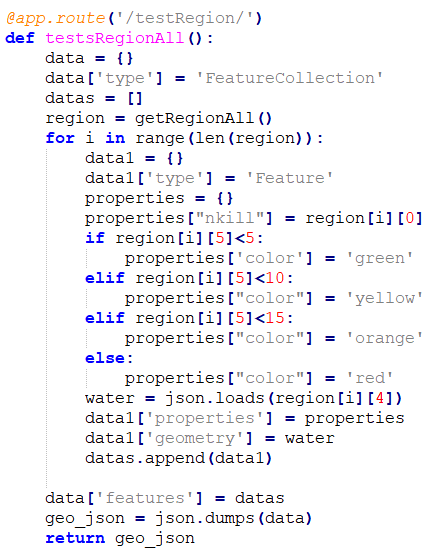 @app.route('/testRegion/')
def testsRegionAll():
    data = {}
    data['type'] = 'FeatureCollection'
    datas = []
    region = getRegionAll()
    for i in range(len(region)):
        data1 = {}
        data1['type'] = 'Feature'
        properties = {}
        properties["nkill"] = region[i][0]
        if region[i][5]<5:
            properties['color'] = 'green'
        elif region[i][5]<10:
            properties["color"] = 'yellow'
        elif region[i][5]<15:
            properties["color"] = 'orange'
        else:
            properties["color"] = 'red'
        water = json.loads(region[i][4])
        data1['properties'] = properties
        data1['geometry'] = water
        datas.append(data1)
    data['features'] = datas
    geo_json = json.dumps(data)
    return geo_json